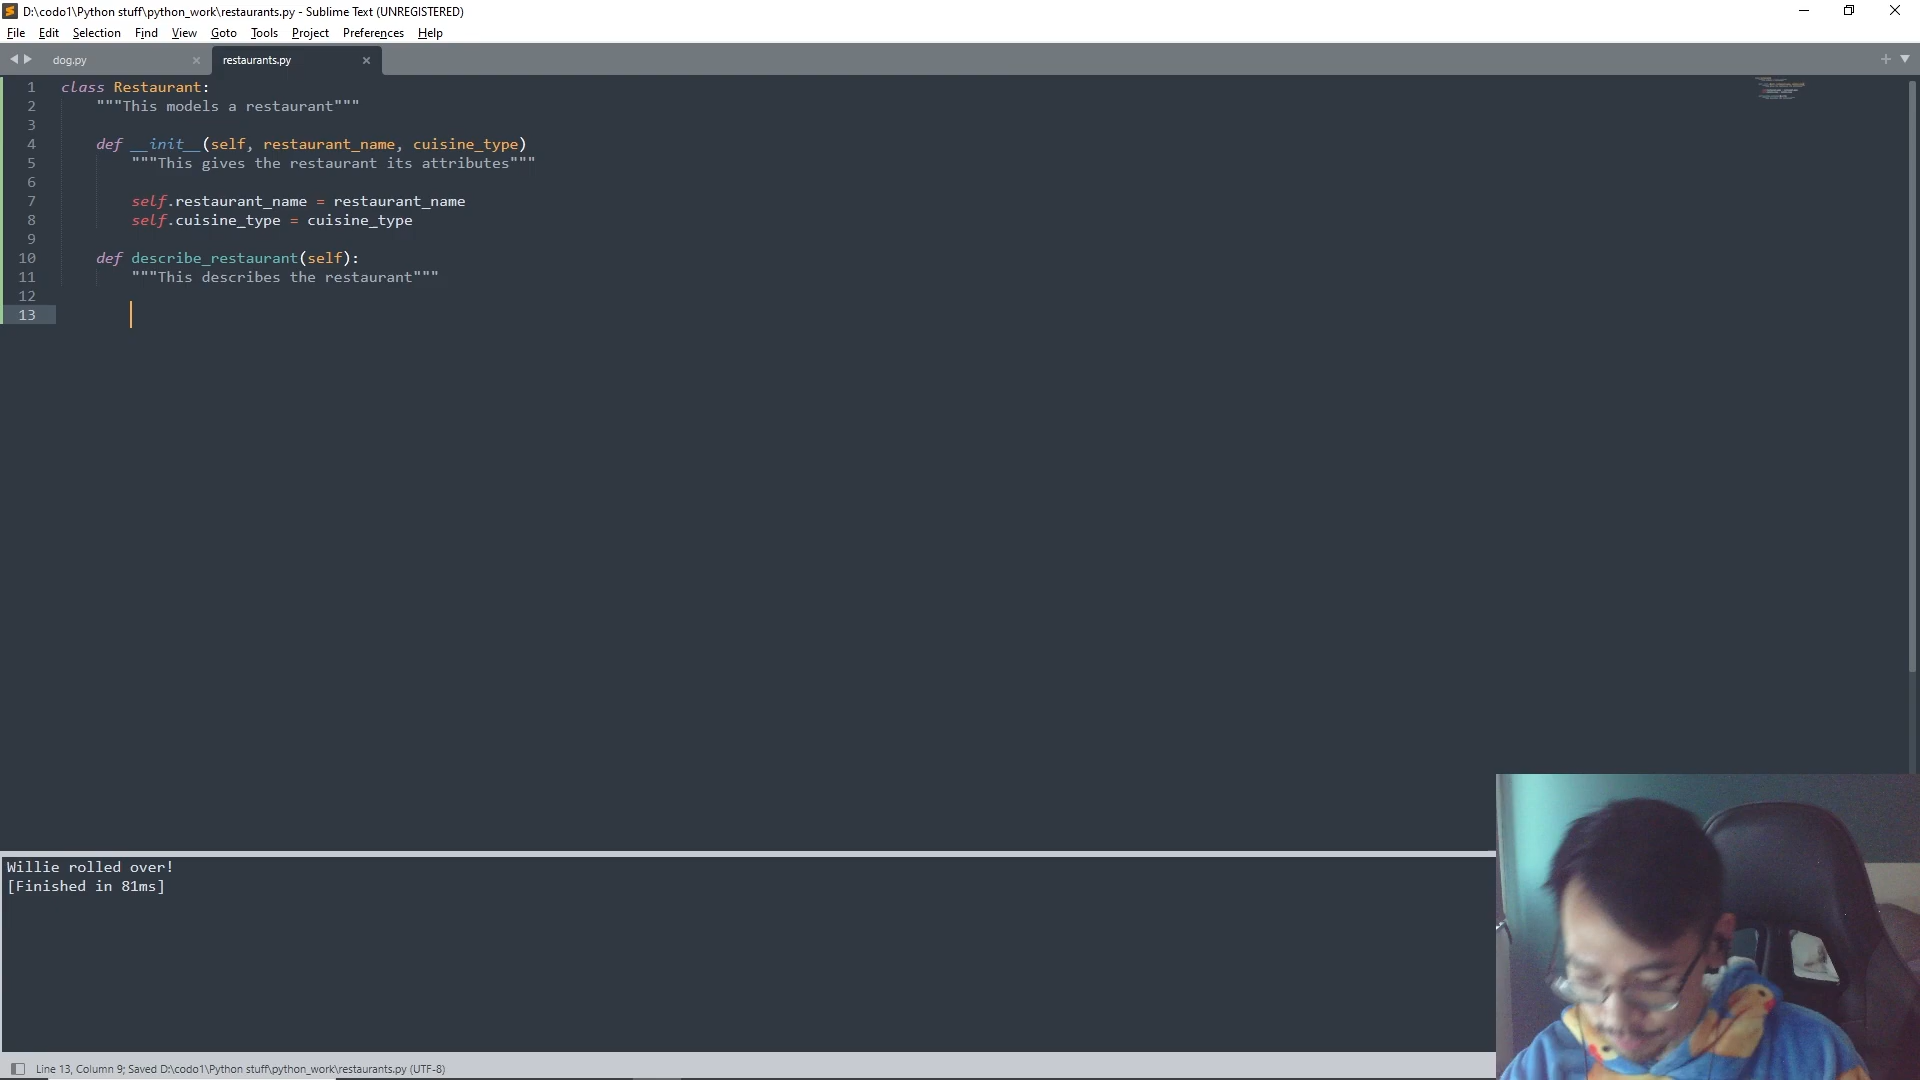 D:\codo1\Python stuff\python_work\restaurants.py - Sublime Text (UNREGISTERED)
File Edit Selection Find View Goto Tools Project Preferences Help
dog.py restaurants.py
1 class Restaurant:
2 """This models a restaurant"""
3
4 def __init__(self, restaurant_name, cuisine_type)
5 """This gives the restaurant its attributes"""
6
7 self.restaurant_name = restaurant_name
8 self.cuisine_type = cuisine_type
9
10 def describe_restaurant(self):
11 """This describes the restaurant"""
12
13
Willie rolled over!
[Finished in 81ms]
Line 13, Column 9; Saved D:\codo1\Python stuff\python_work\restaurants.py (UTF-8)